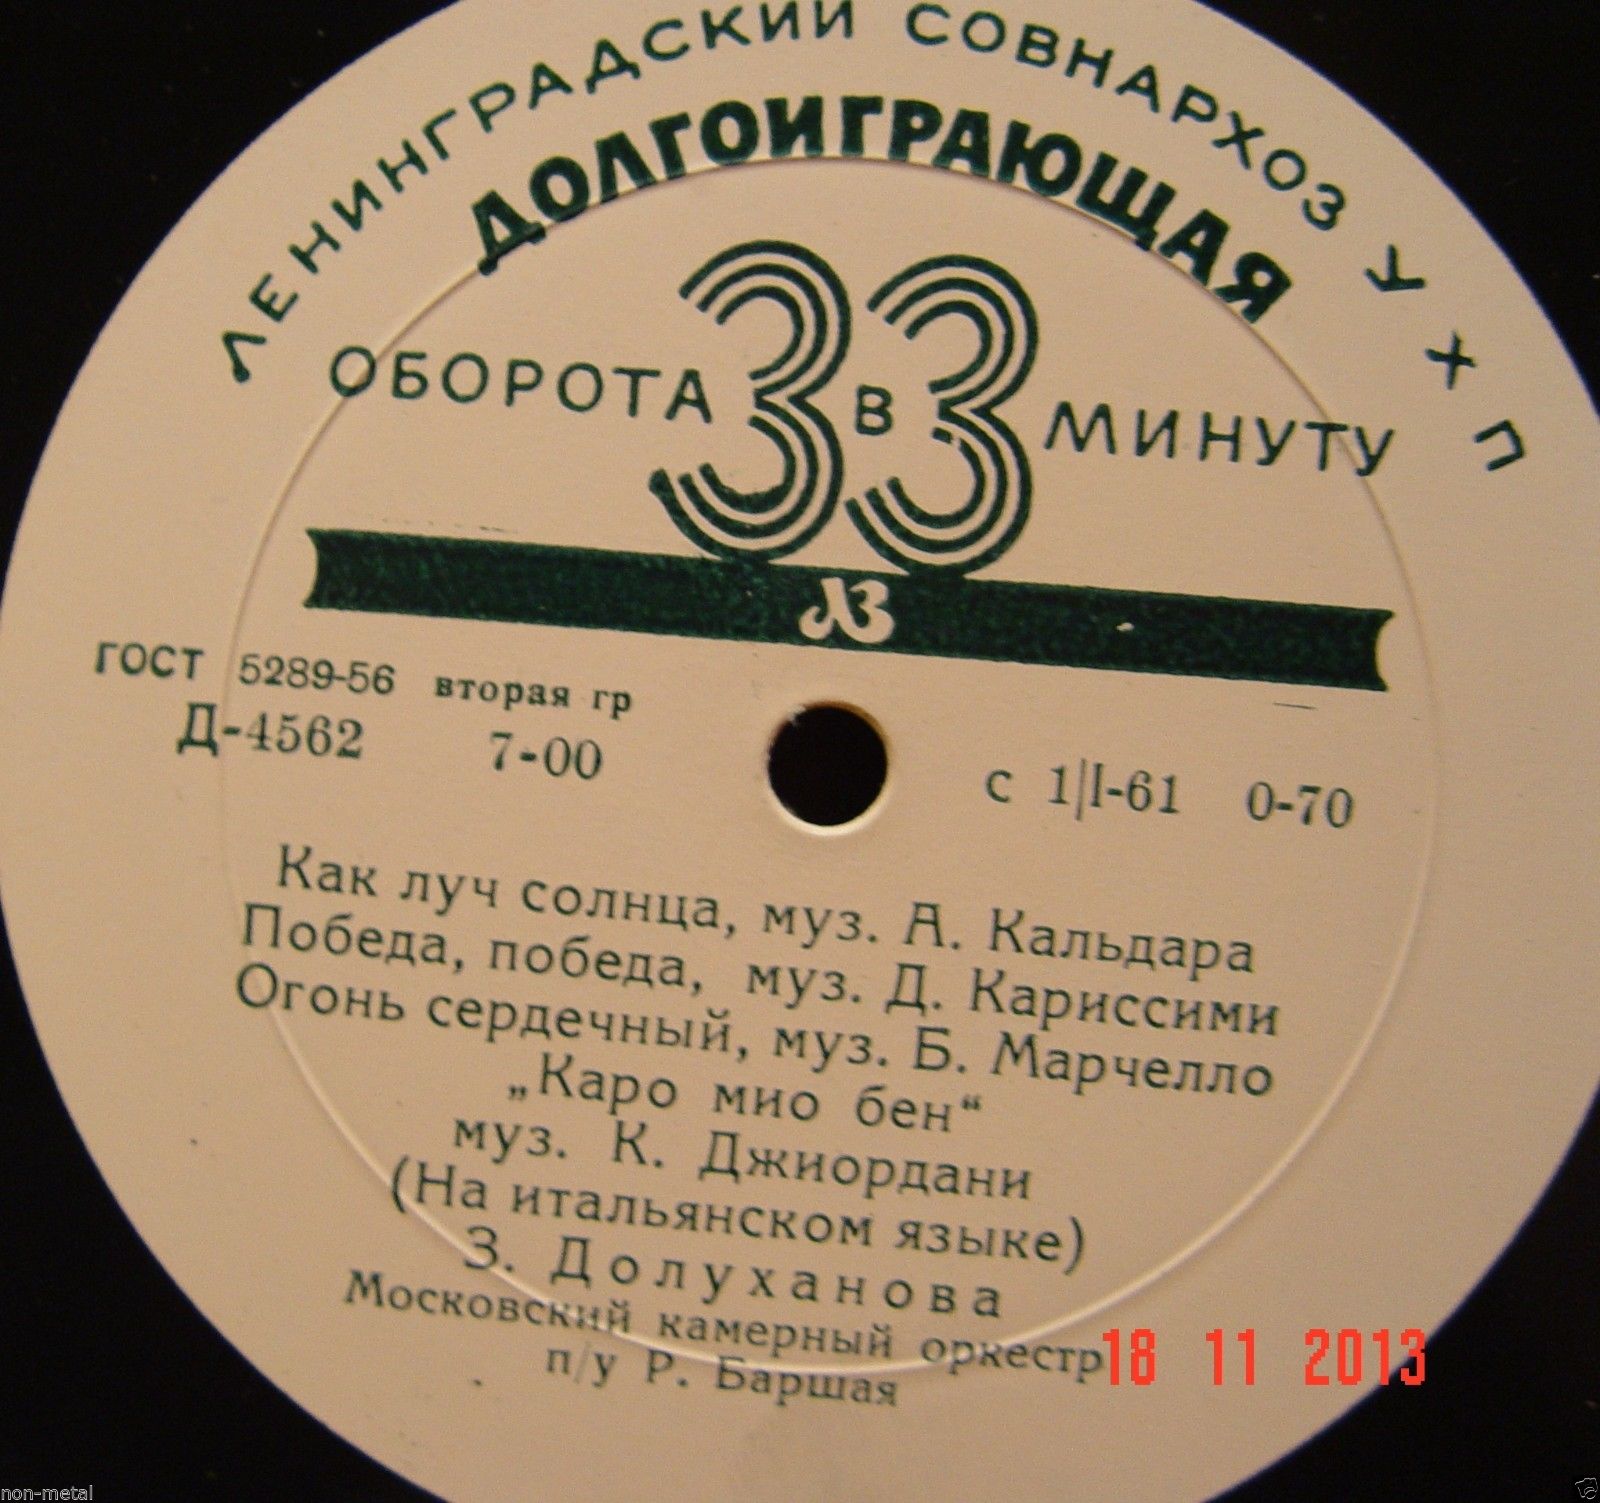 ЛЕНИНГРАДСКИЙ СОВНАРХОЗ УХП
ДОЛГОИГРАЮЩАЯ
33
ОБОРОТА В МИНУТУ
ЛЗ
ГОСТ 5289-56 вторая гр
Д-4562 7-00 с 1/I-61 0-70
Как луч солнца, муз. А. Кальдара
Победа, победа, муз. Д. Кариссими
Огонь сердечный, муз. Б. Марчелло
„Каро мио бен“
муз. К. Джиордани
(На итальянском языке)
З. Долуханова
Московский камерный оркестр
п/у Р. Баршая
18 11 2013
non-metal